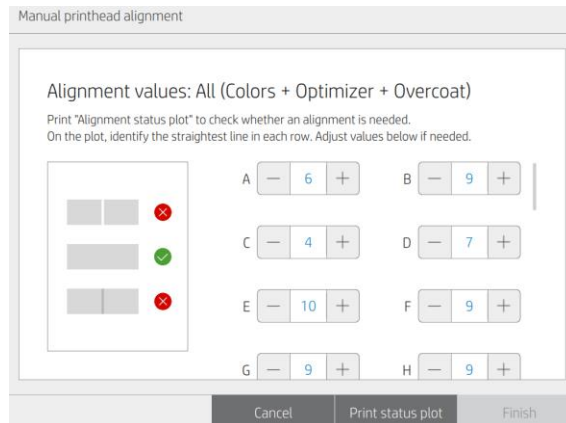 Manual printhead alignment
Alignment values: All (Colors + Optimizer + Overcoat)
Print "Alignment status plot" to check whether an alignment is needed.
On the plot, identify the straightest line in each row. Adjust values below if needed.
A − 6 + B − 9 +
C − 4 + D − 7 +
E − 10 + F − 9 +
G − 9 + H − 9 +
Cancel Print status plot Finish